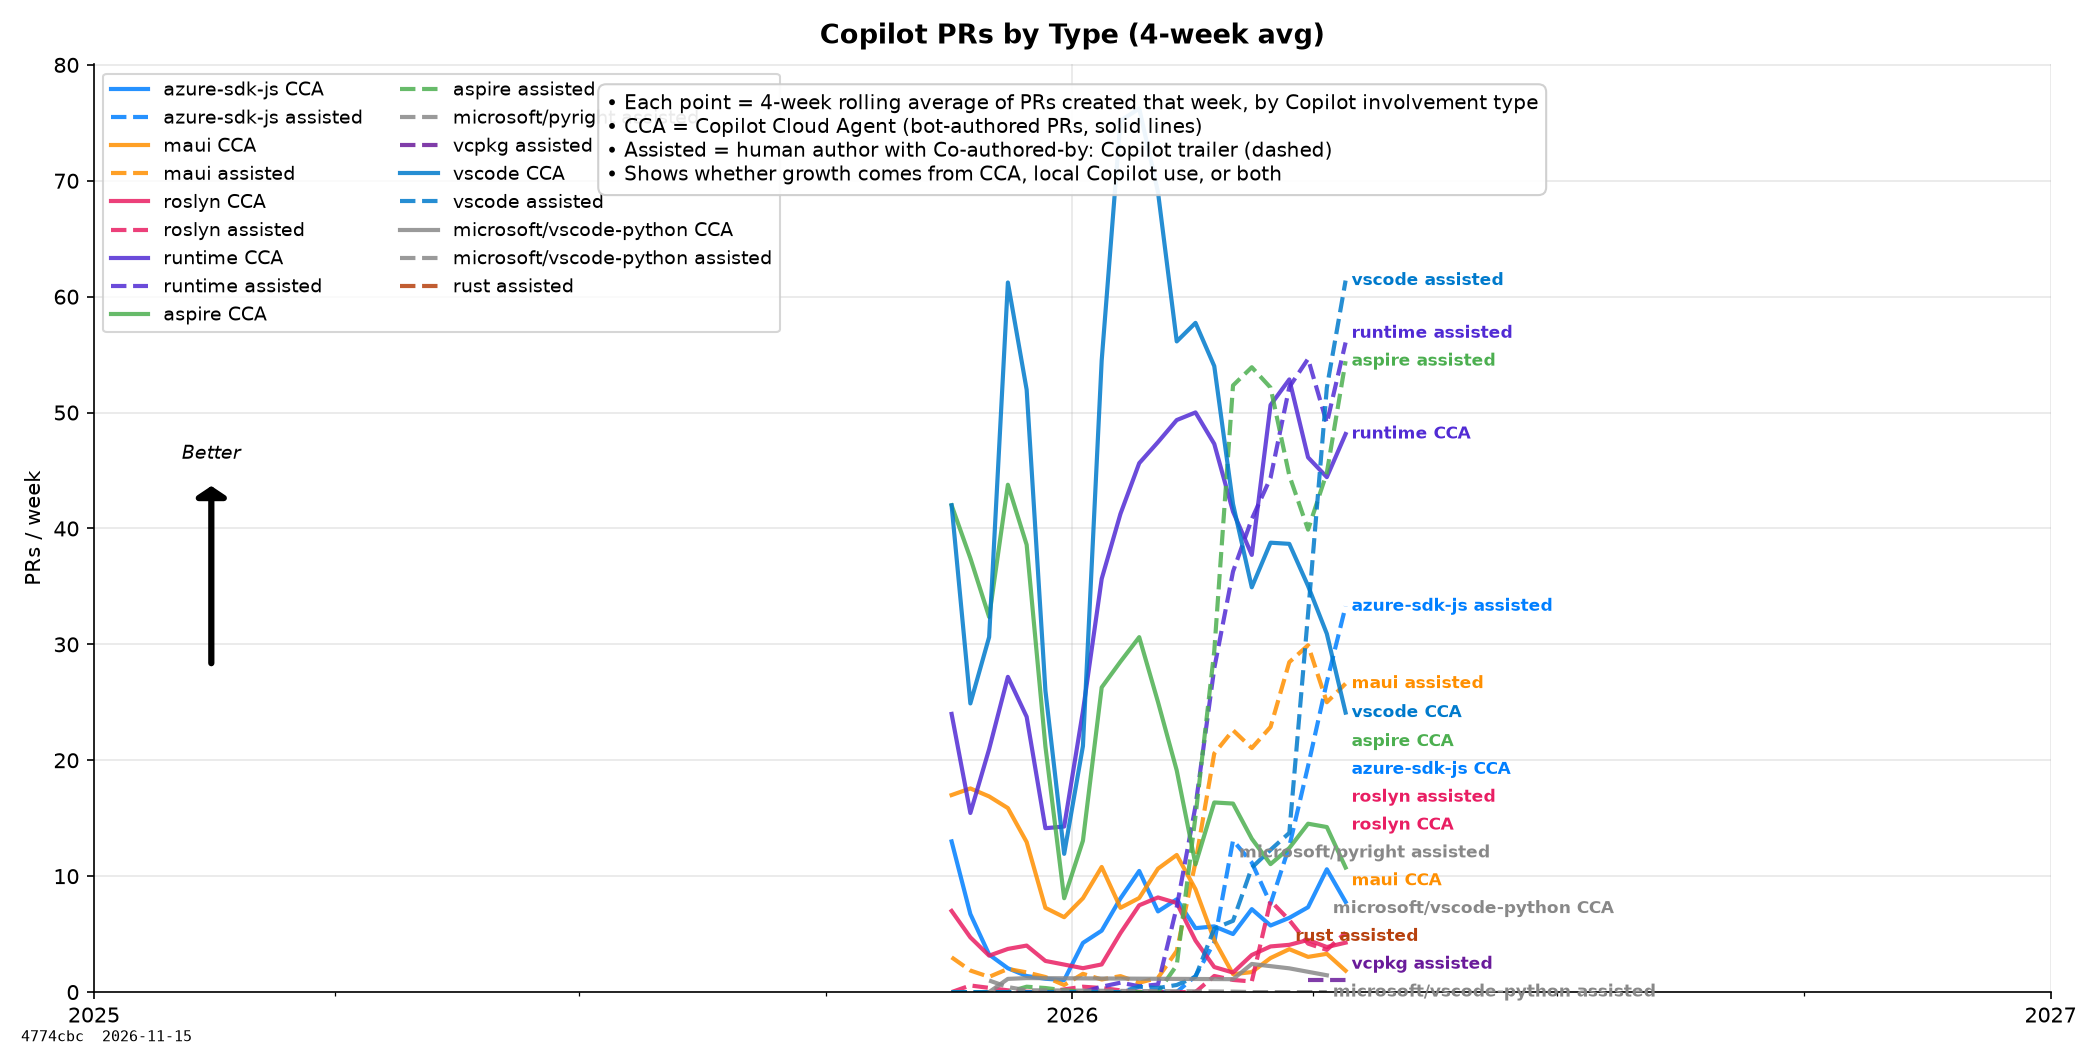 Copilot PRs by Type (4-week avg)
80
70
60
50
40
30
20
10
0
PRs / week
azure-sdk-js CCA
azure-sdk-js assisted
maui CCA
maui assisted
roslyn CCA
roslyn assisted
runtime CCA
runtime assisted
aspire CCA
aspire assisted
microsoft/pyright assisted
vcpkg assisted
vscode CCA
vscode assisted
microsoft/vscode-python CCA
microsoft/vscode-python assisted
rust assisted
• Each point = 4-week rolling average of PRs created that week, by Copilot involvement type
• CCA = Copilot Cloud Agent (bot-authored PRs, solid lines)
• Assisted = human author with Co-authored-by: Copilot trailer (dashed)
• Shows whether growth comes from CCA, local Copilot use, or both
Better
vscode assisted
runtime assisted
aspire assisted
runtime CCA
azure-sdk-js assisted
maui assisted
vscode CCA
aspire CCA
azure-sdk-js CCA
roslyn assisted
roslyn CCA
microsoft/pyright assisted
maui CCA
microsoft/vscode-python CCA
rust assisted
vcpkg assisted
microsoft/vscode-python assisted
2025
2026
2027
4774cbc 2026-11-15